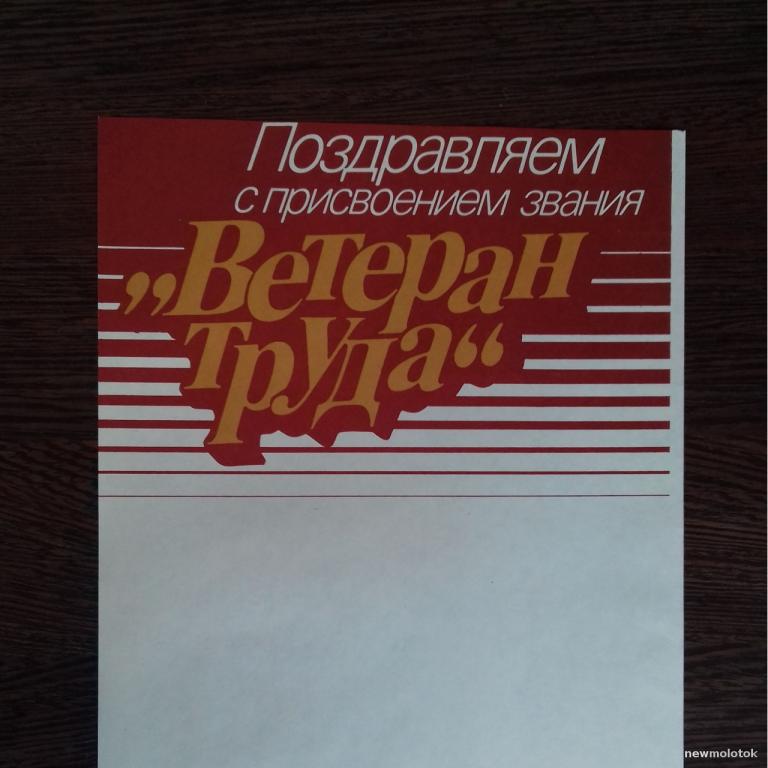 Поздравляем
с присвоением звания
„Ветеран
труда“
newmolotok